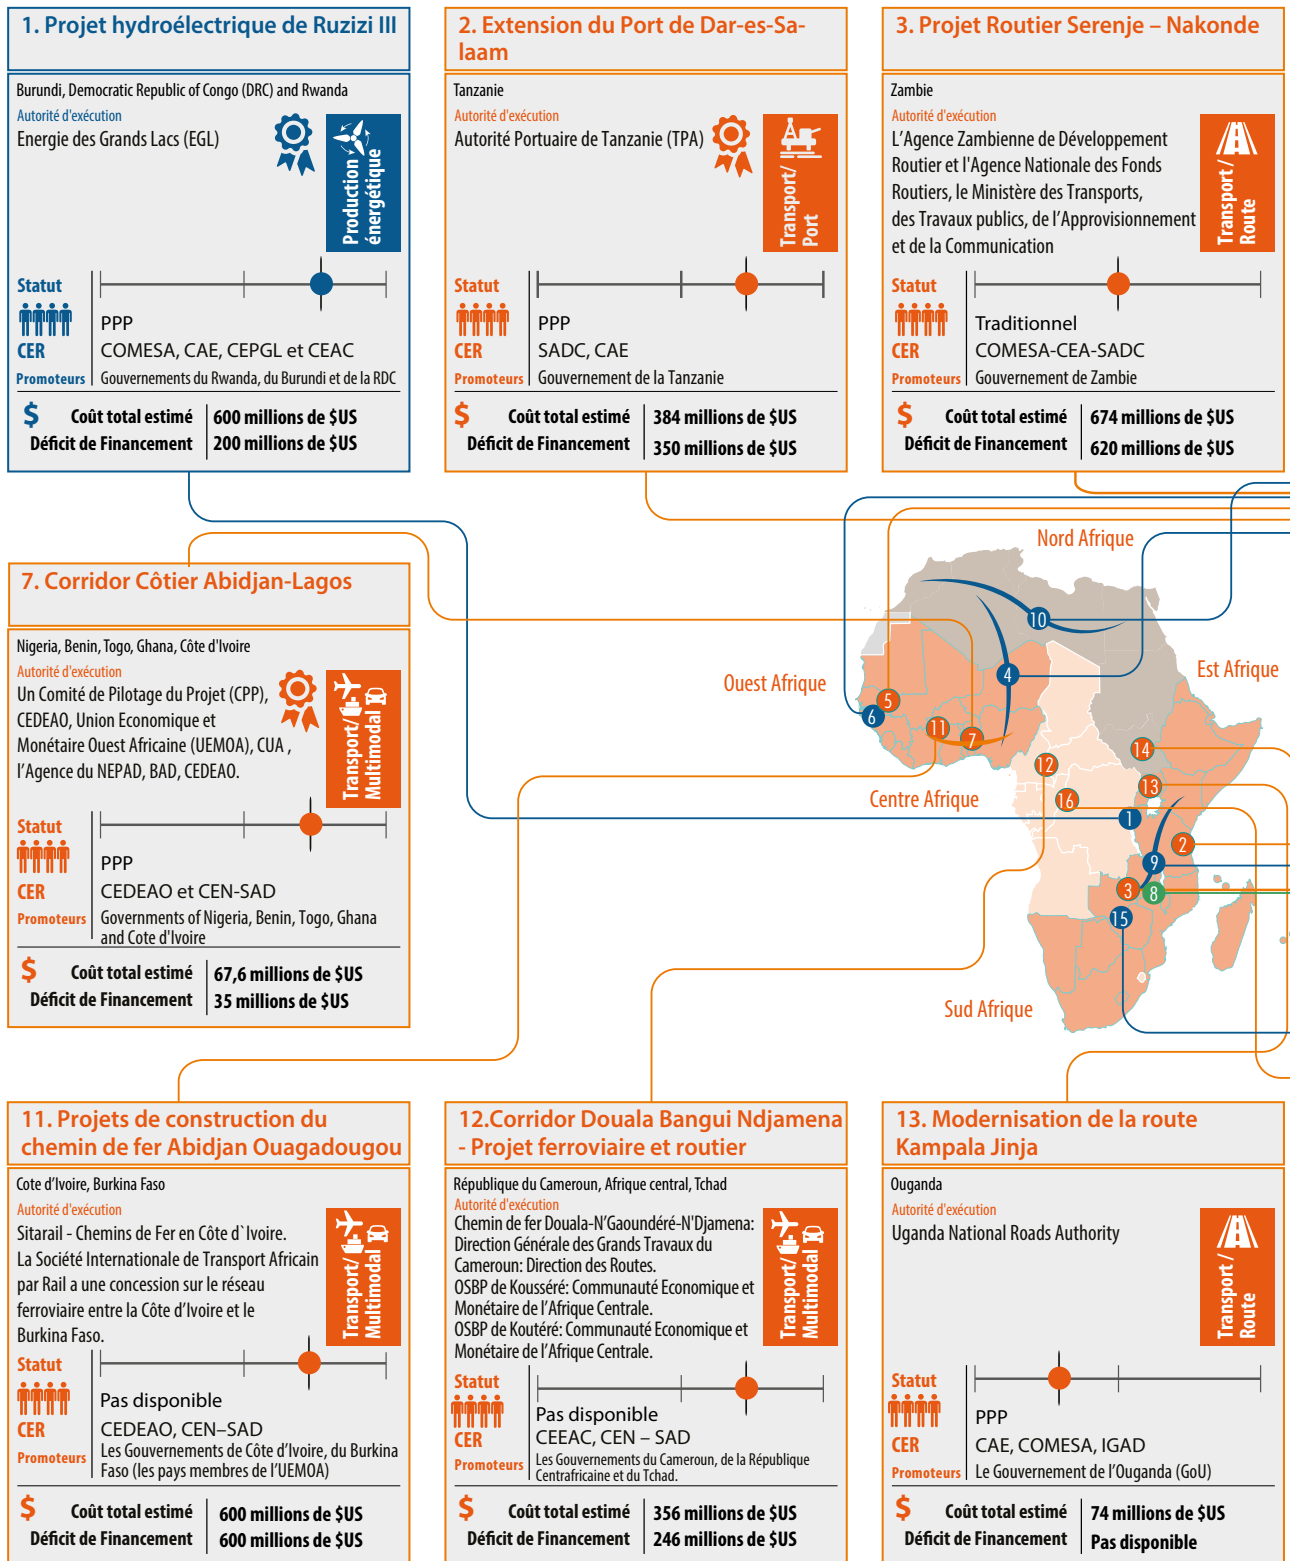 1. Projet hydroélectrique de Ruzizi III
Burundi, Democratic Republic of Congo (DRC) and Rwanda
Autorité d'exécution
Energie des Grands Lacs (EGL)
Production
énergétique
Statut
PPP
CER
COMESA, CAE, CEPGL et CEAC
Promoteurs
Gouvernements du Rwanda, du Burundi et de la RDC
$
Coût total estimé
600 millions de $US
Déficit de Financement
200 millions de $US
2. Extension du Port de Dar-es-Sa-
laam
Tanzanie
Autorité d'exécution
Autorité Portuaire de Tanzanie (TPA)
Transport/
Port
Statut
PPP
CER
SADC, CAE
Promoteurs
Gouvernement de la Tanzanie
$
Coût total estimé
384 millions de $US
Déficit de Financement
350 millions de $US
3. Projet Routier Serenje – Nakonde
Zambie
Autorité d'exécution
L'Agence Zambienne de Développement
Routier et l'Agence Nationale des Fonds
Routiers, le Ministère des Transports,
des Travaux publics, de l'Approvisionnement
et de la Communication
Transport /
Route
Statut
Traditionnel
CER
COMESA-CEA-SADC
Promoteurs
Gouvernement de Zambie
$
Coût total estimé
674 millions de $US
Déficit de Financement
620 millions de $US
7. Corridor Côtier Abidjan-Lagos
Nigeria, Benin, Togo, Ghana, Côte d'Ivoire
Autorité d'exécution
Un Comité de Pilotage du Projet (CPP),
CEDEAO, Union Economique et
Monétaire Ouest Africaine (UEMOA), CUA ,
l'Agence du NEPAD, BAD, CEDEAO.
Transport/
Multimodal
Statut
PPP
CER
CEDEAO et CEN-SAD
Promoteurs
Governments of Nigeria, Benin, Togo, Ghana
and Cote d'Ivoire
$
Coût total estimé
67,6 millions de $US
Déficit de Financement
35 millions de $US
Nord Afrique
Ouest Afrique
Est Afrique
Centre Afrique
Sud Afrique
10
4
5
6
11
7
14
12
13
16
1
2
9
3
8
15
11. Projets de construction du
chemin de fer Abidjan Ouagadougou
Cote d'Ivoire, Burkina Faso
Autorité d'exécution
Sitarail - Chemins de Fer en Côte d`Ivoire.
La Société Internationale de Transport Africain
par Rail a une concession sur le réseau
ferroviaire entre la Côte d'Ivoire et le
Burkina Faso.
Transport/
Multimodal
Statut
Pas disponible
CER
CEDEAO, CEN–SAD
Promoteurs
Les Gouvernements de Côte d'Ivoire, du Burkina
Faso (les pays membres de l'UEMOA)
$
Coût total estimé
600 millions de $US
Déficit de Financement
600 millions de $US
12.Corridor Douala Bangui Ndjamena
- Projet ferroviaire et routier
République du Cameroun, Afrique central, Tchad
Autorité d'exécution
Chemin de fer Douala-N'Gaoundéré-N'Djamena:
Direction Générale des Grands Travaux du
Cameroun: Direction des Routes.
OSBP de Kousséré: Communauté Economique et
Monétaire de l'Afrique Centrale.
OSBP de Koutéré: Communauté Economique et
Monétaire de l'Afrique Centrale.
Transport/
Multimodal
Statut
Pas disponible
CER
CEEAC, CEN – SAD
Promoteurs
Les Gouvernements du Cameroun, de la République
Centrafricaine et du Tchad.
$
Coût total estimé
356 millions de $US
Déficit de Financement
246 millions de $US
13. Modernisation de la route
Kampala Jinja
Ouganda
Autorité d'exécution
Uganda National Roads Authority
Transport /
Route
Statut
PPP
CER
CAE, COMESA, IGAD
Promoteurs
Le Gouvernement de l'Ouganda (GoU)
$
Coût total estimé
74 millions de $US
Déficit de Financement
Pas disponible